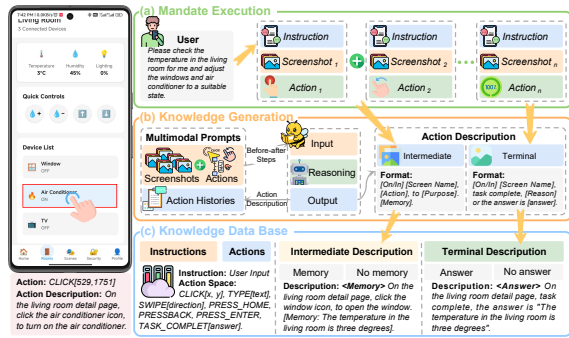 7:42 PM | 0.0KB/s
Living Room
3 Connected Devices
Temperature
3°C
Humidity
45%
Lighting
0%
Quick Controls
Device List
Window
OFF
Air Conditioner
ON
TV
OFF
Home
Rooms
Scenes
Security
Profile
Action: CLICK[529,1751]
Action Description: On
the living room detail page,
click the air conditioner icon,
to turn on the air conditioner.
(a) Mandate Execution
User
Please check the
temperature in the living
room for me and adjust
the windows and air
conditioner to a suitable
state.
Instruction
Screenshot 1
Action 1
Instruction
Screenshot 2
Action 2
Instruction
Screenshot n
100%
Action n
(b) Knowledge Generation
Multimodal Prompts
Screenshots
Actions
Action Histories
Before-after
Steps
Action
Description
Input
Reasoning
Output
Action Description
Intermediate
Format:
[On/In] [Screen Name],
[Action], to [Purpose].
[Memory].
Terminal
Format:
[On/In] [Screen Name],
task complete, [Reason]
or the answer is [answer].
(c) Knowledge Data Base
Instructions
Actions
Instruction: User Input
Action Space:
CLICK[x, y], TYPE[text],
SWIPE[direction], PRESS_HOME,
PRESSBACK, PRESS_ENTER,
TASK_COMPLET[answer].
Intermediate Description
Memory
No memory
Description: <Memory> On the
living room detail page, click the
window icon, to open the window.
[Memory: The temperature in the
living room is three degrees].
Terminal Description
Answer
No answer
Description: <Answer> On
the living room detail page, task
complete, the answer is "The
temperature in the living room is
three degrees".